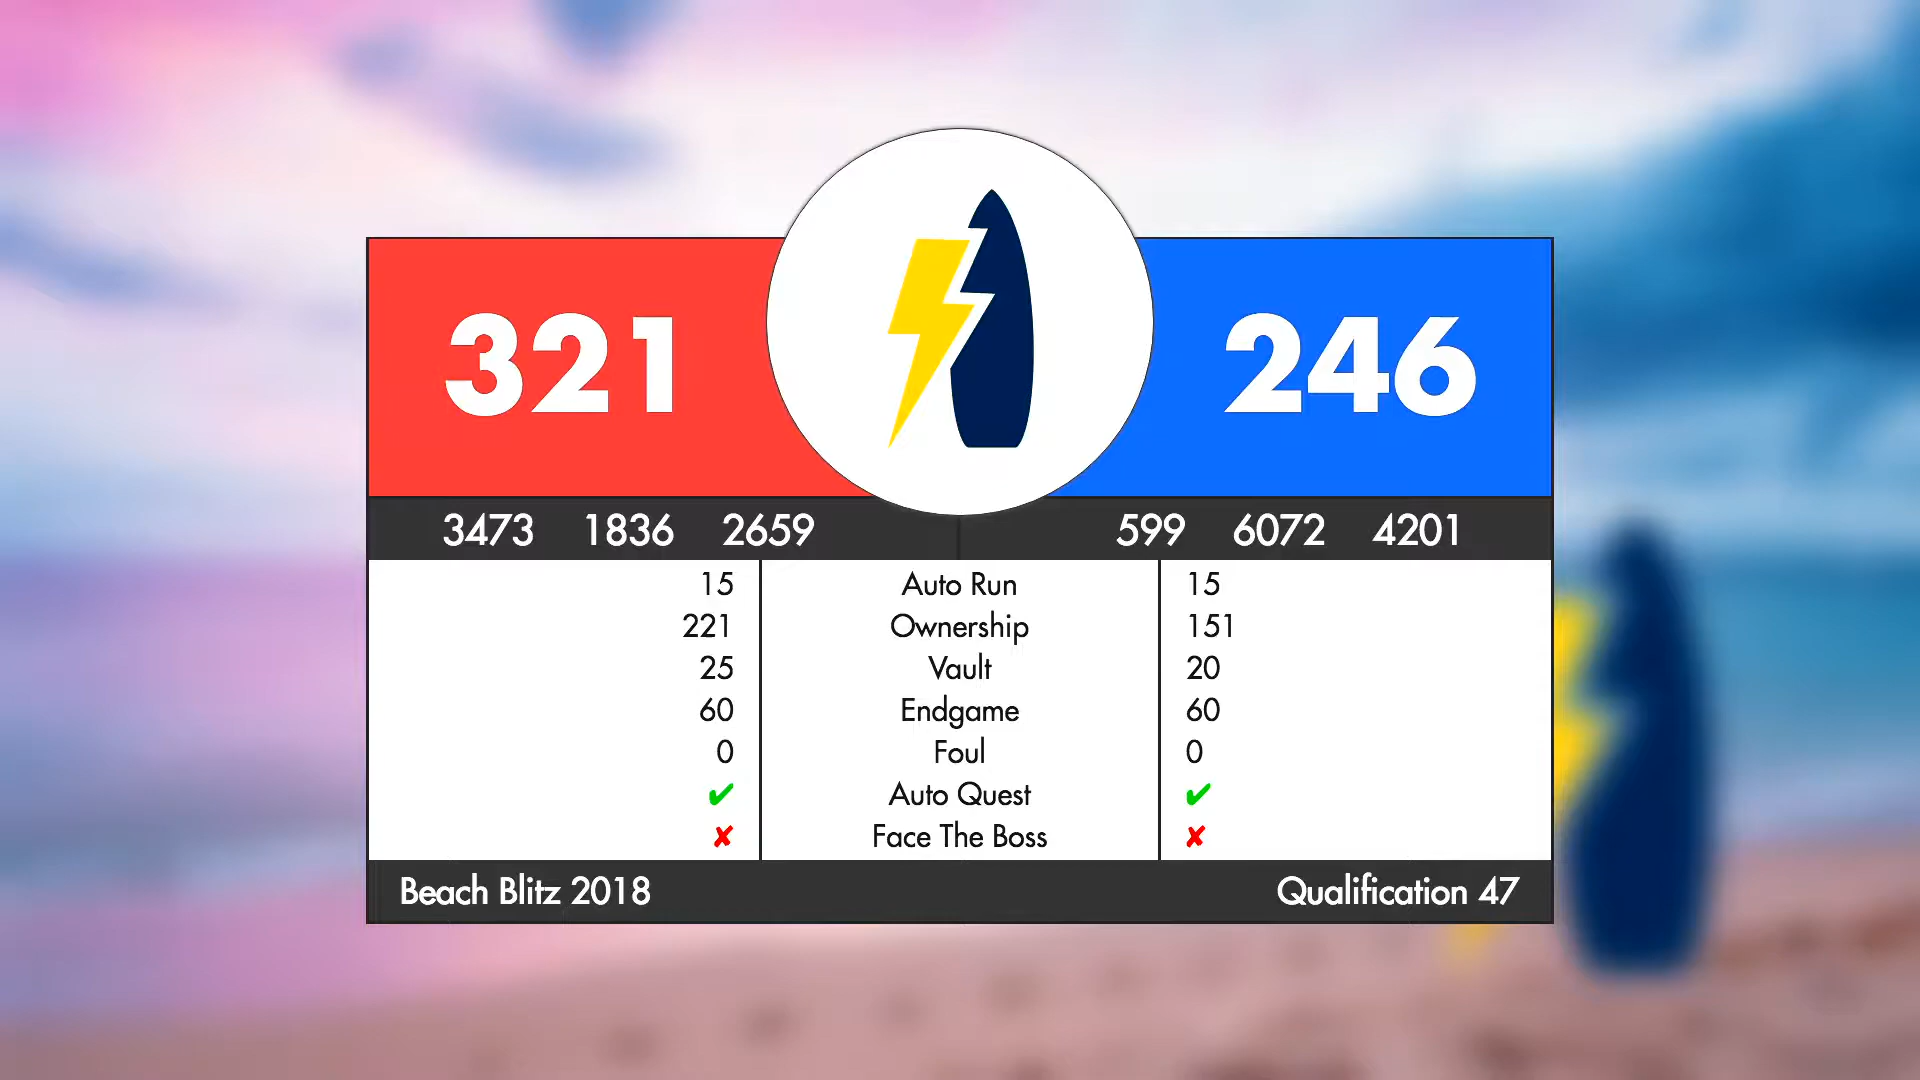 321 246
3473 1836 2659 599 6072 4201
15 Auto Run 15
221 Ownership 151
25 Vault 20
60 Endgame 60
0 Foul 0
✔ Auto Quest ✔
✘ Face The Boss ✘
Beach Blitz 2018 Qualification 47